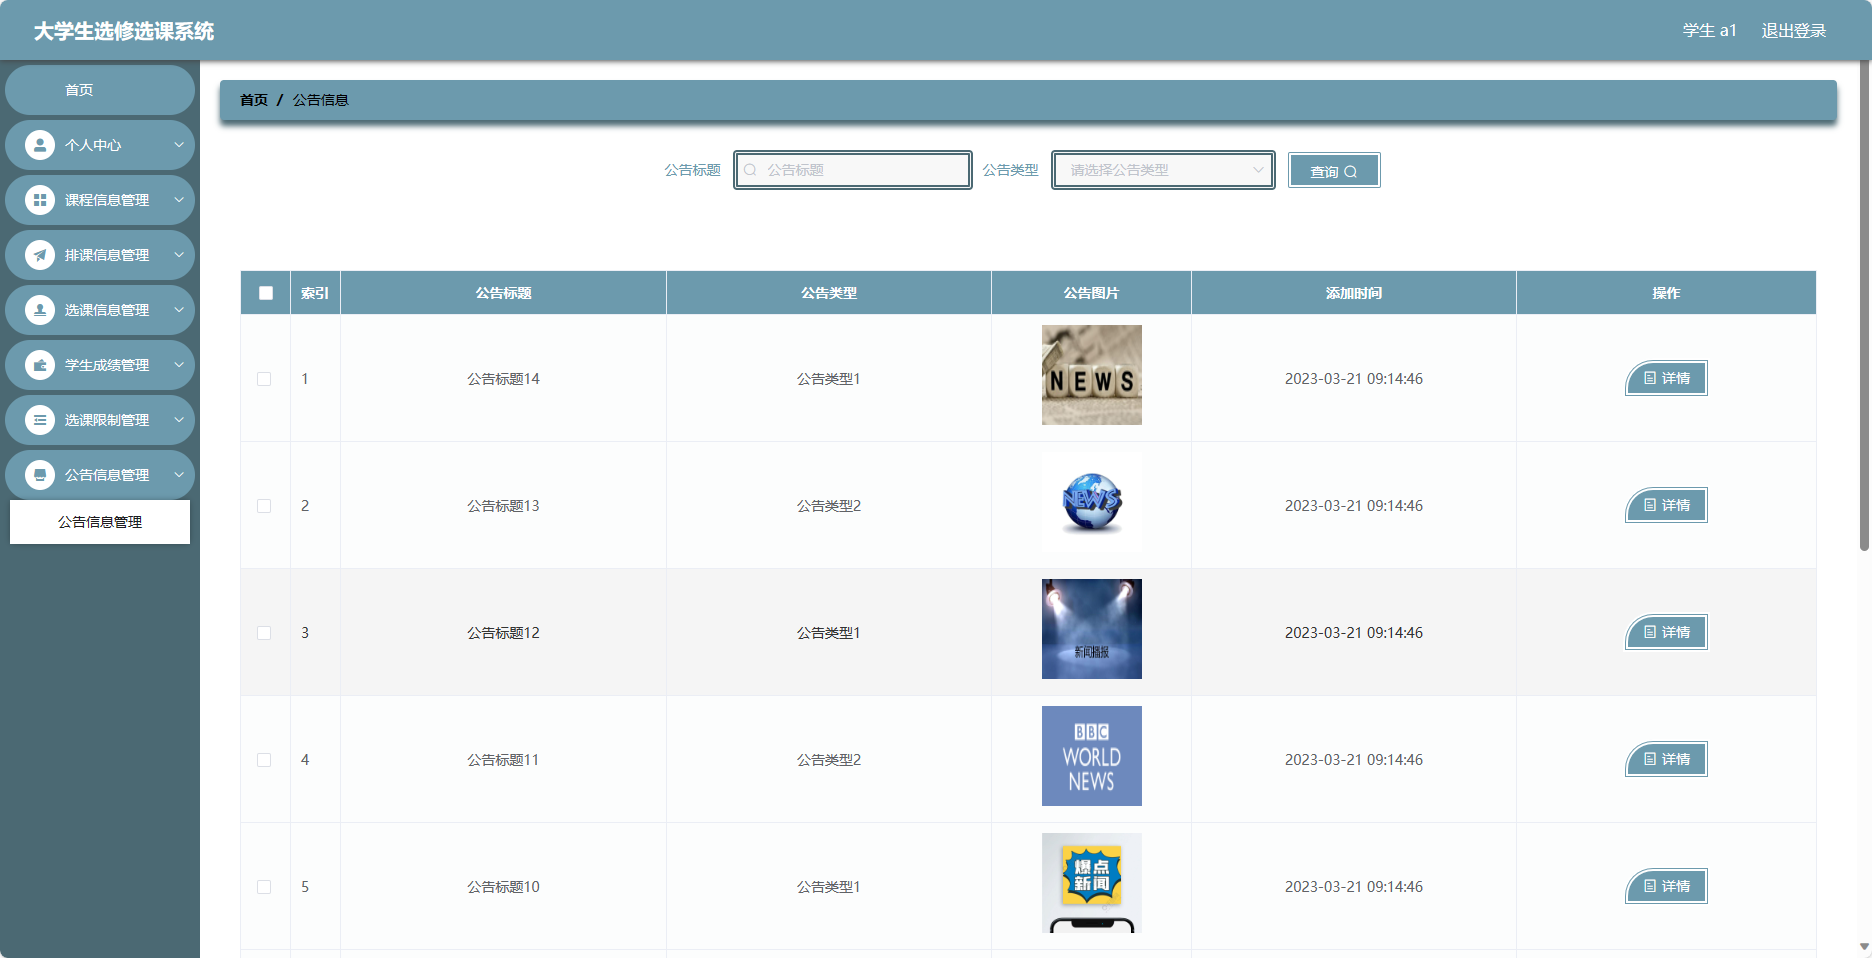 大学生选修选课系统
学生 a1 退出登录
首页
个人中心
课程信息管理
排课信息管理
选课信息管理
学生成绩管理
选课限制管理
公告信息管理
公告信息管理
首页 / 公告信息
公告标题 公告标题 公告类型 请选择公告类型 查询
索引 公告标题 公告类型 公告图片 添加时间 操作
1 公告标题14 公告类型1 NEWS 2023-03-21 09:14:46 详情
2 公告标题13 公告类型2 NEWS 2023-03-21 09:14:46 详情
3 公告标题12 公告类型1 新闻播报 2023-03-21 09:14:46 详情
4 公告标题11 公告类型2 2023-03-21 09:14:46 详情
BBC
WORLD
NEWS
5 公告标题10 公告类型1 2023-03-21 09:14:46 详情
爆点
新闻